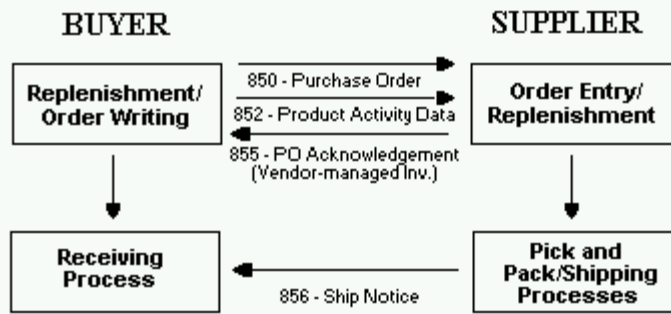 BUYER
SUPPLIER
850 - Purchase Order
Replenishment/
Order Writing
852 - Product Activity Data
Order Entry/
Replenishment
855 - PO Acknowledgement
(Vendor-managed Inv.)
Receiving
Process
856 - Ship Notice
Pick and
Pack/Shipping
Processes